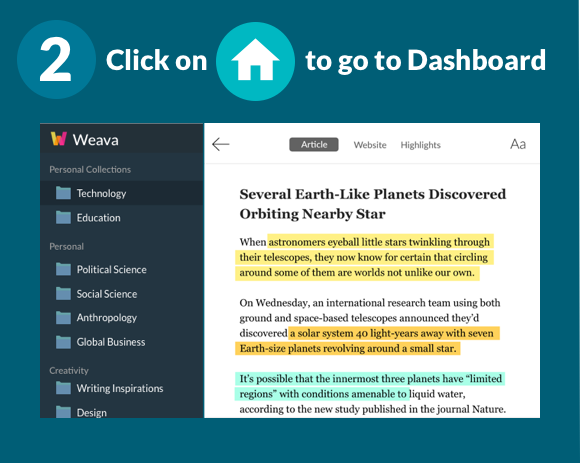 2 Click on to go to Dashboard
Weava
Personal Collections
Technology
Education
Personal
Political Science
Social Science
Anthropology
Global Business
Creativity
Writing Inspirations
Design
Article Website Highlights Aa
Several Earth-Like Planets Discovered
Orbiting Nearby Star
When astronomers eyeball little stars twinkling through
their telescopes, they now know for certain that circling
around some of them are worlds not unlike our own.
On Wednesday, an international research team using both
ground and space-based telescopes announced they’d
discovered a solar system 40 light-years away with seven
Earth-size planets revolving around a small star.
It’s possible that the innermost three planets have “limited
regions” with conditions amenable to liquid water,
according to the new study published in the journal Nature.